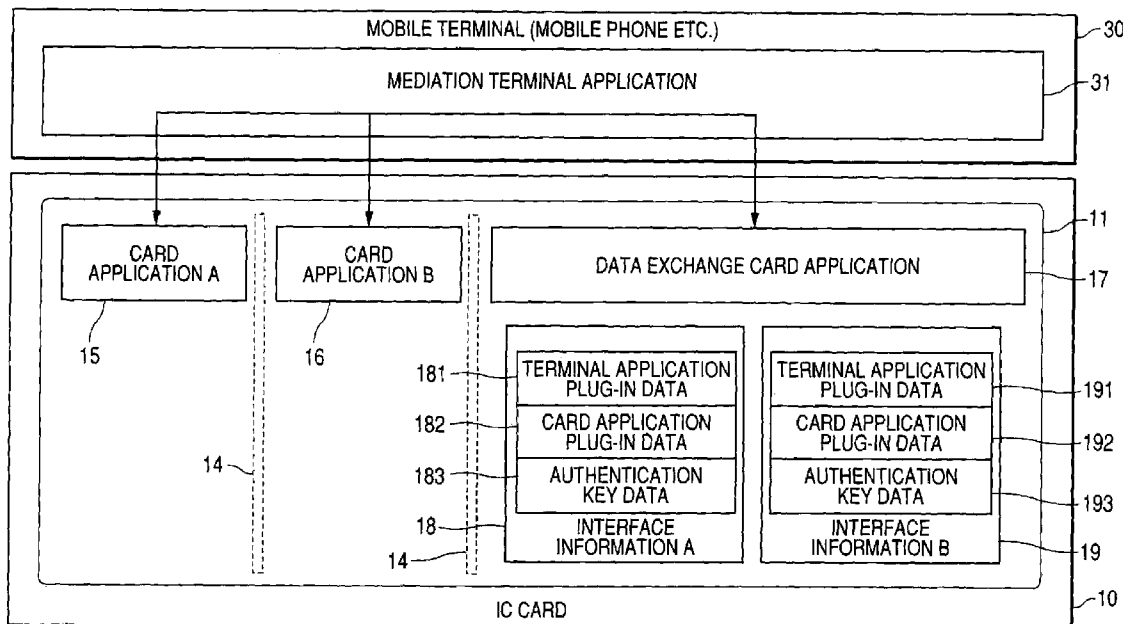 MOBILE TERMINAL (MOBILE PHONE ETC.)
30
MEDIATION TERMINAL APPLICATION
31
11
CARD
APPLICATION A
CARD
APPLICATION B
DATA EXCHANGE CARD APPLICATION
17
15
16
181
TERMINAL APPLICATION
PLUG-IN DATA
TERMINAL APPLICATION
PLUG-IN DATA
191
182
CARD APPLICATION
PLUG-IN DATA
CARD APPLICATION
PLUG-IN DATA
192
183
AUTHENTICATION
KEY DATA
AUTHENTICATION
KEY DATA
193
14
18
INTERFACE
INFORMATION A
INTERFACE
INFORMATION B
19
14
IC CARD
10